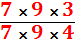 7 × 9 × 3
7 × 9 × 4